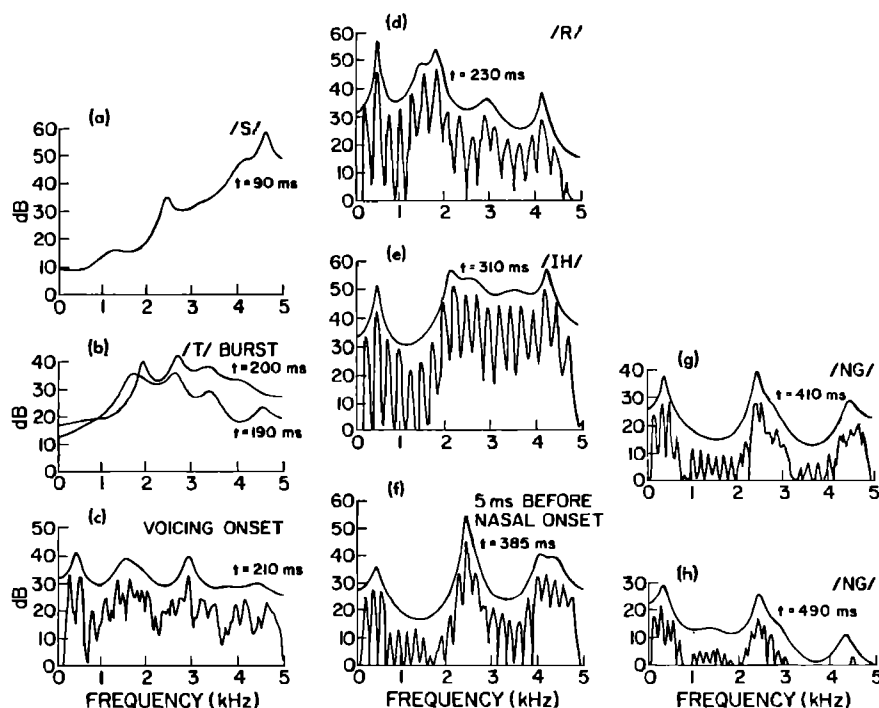 (a)
/S/
t = 90 ms
60
50
40
30
20
10
0
dB
0 1 2 3 4 5
(b)
/T/ BURST
t = 200 ms
t = 190 ms
40
30
20
10
0
0 1 2 3 4 5
(c)
VOICING ONSET
t = 210 ms
40
30
20
10
0
dB
0 1 2 3 4 5
FREQUENCY (kHz)
(d)
/R/
t = 230 ms
60
50
40
30
20
10
0
0 1 2 3 4 5
(e)
/IH/
t = 310 ms
60
50
40
30
20
10
0
0 1 2 3 4 5
(f)
5 ms BEFORE
NASAL ONSET
t = 385 ms
60
50
40
30
20
10
0
0 1 2 3 4 5
FREQUENCY (kHz)
(g)
/NG/
t = 410 ms
40
30
20
10
0
0 1 2 3 4 5
(h)
/NG/
t = 490 ms
30
20
10
0
0 1 2 3 4 5
FREQUENCY (kHz)